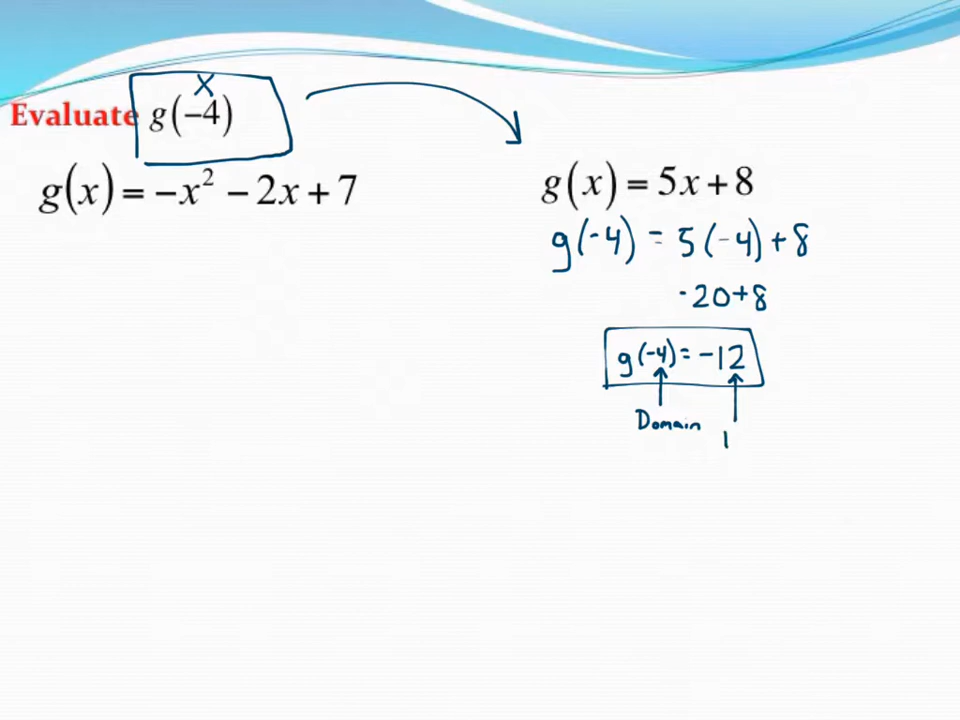 x
Evaluate g(−4)
g(x) = −x² − 2x + 7
g(x) = 5x + 8
g(-4) = 5(-4) + 8
-20+8
g(-4) = -12
Domain